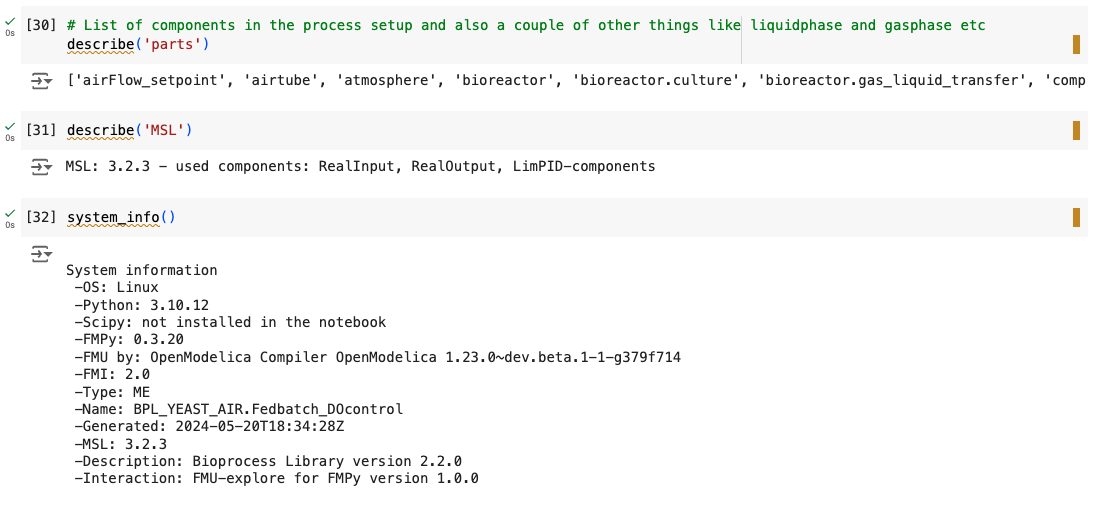 [30] # List of components in the process setup and also a couple of other things like liquidphase and gasphase etc
0s
describe('parts')
['airFlow_setpoint', 'airtube', 'atmosphere', 'bioreactor', 'bioreactor.culture', 'bioreactor.gas_liquid_transfer', 'comp
[31] describe('MSL')
0s
MSL: 3.2.3 - used components: RealInput, RealOutput, LimPID-components
[32] system_info()
0s
System information
-OS: Linux
-Python: 3.10.12
-Scipy: not installed in the notebook
-FMPy: 0.3.20
-FMU by: OpenModelica Compiler OpenModelica 1.23.0~dev.beta.1-1-g379f714
-FMI: 2.0
-Type: ME
-Name: BPL_YEAST_AIR.Fedbatch_DOcontrol
-Generated: 2024-05-20T18:34:28Z
-MSL: 3.2.3
-Description: Bioprocess Library version 2.2.0
-Interaction: FMU-explore for FMPy version 1.0.0